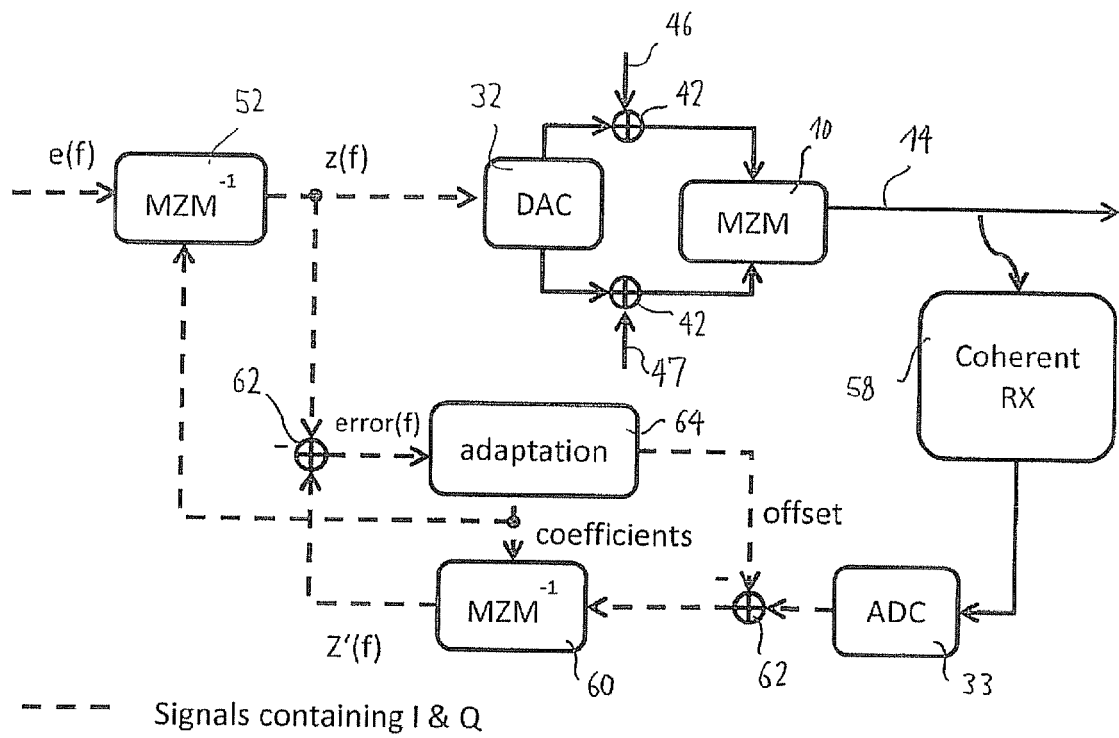 46
52
32
42
10
14
e(f)
z(f)
MZM⁻¹
DAC
MZM
42
47
58
Coherent
RX
62
error(f)
64
adaptation
-
offset
coefficients
-
MZM⁻¹
ADC
Z'(f)
60
62
33
Signals containing I & Q